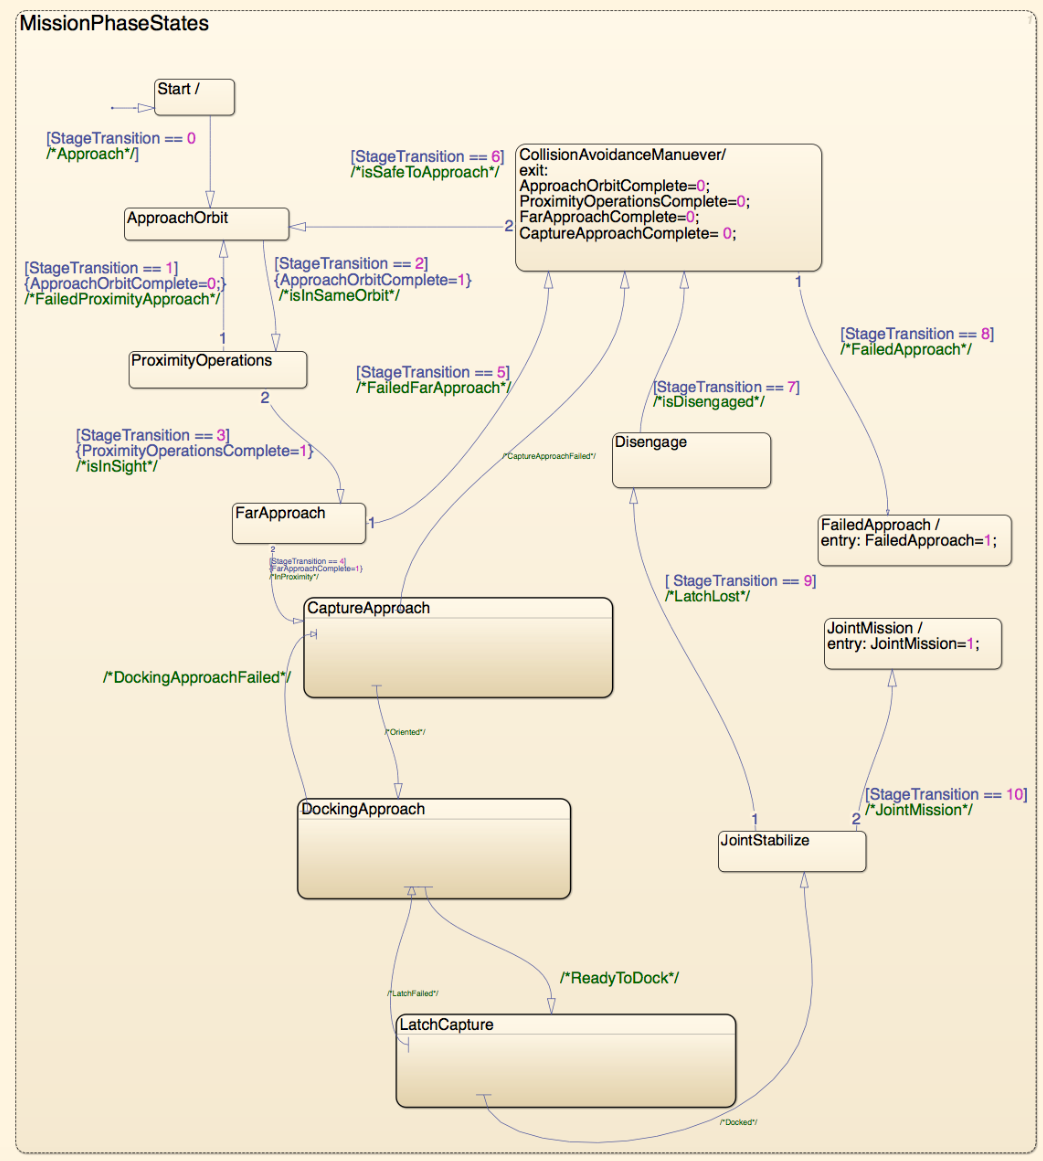 MissionPhaseStates
1
Start /
[StageTransition == 0
/*Approach*/]
[StageTransition == 6]
/*isSafeToApproach*/
CollisionAvoidanceManuever/
exit:
ApproachOrbitComplete=0;
ProximityOperationsComplete=0;
FarApproachComplete=0;
CaptureApproachComplete= 0;
2
1
ApproachOrbit
[StageTransition == 1]
{ApproachOrbitComplete=0;}
/*FailedProximityApproach*/
1
[StageTransition == 2]
{ApproachOrbitComplete=1}
/*isInSameOrbit*/
ProximityOperations
2
[StageTransition == 8]
/*FailedApproach*/
[StageTransition == 5]
/*FailedFarApproach*/
[StageTransition == 7]
/*isDisengaged*/
[StageTransition == 3]
{ProximityOperationsComplete=1}
/*isInSight*/
Disengage
/*CaptureApproachFailed*/
FarApproach
1
2
FailedApproach /
entry: FailedApproach=1;
[StageTransition == 4]
{FarApproachComplete=1}
/*InProximity*/
[ StageTransition == 9]
/*LatchLost*/
CaptureApproach
JointMission /
entry: JointMission=1;
/*DockingApproachFailed*/
/*Oriented*/
DockingApproach
[StageTransition == 10]
/*JointMission*/
1
2
JointStabilize
/*ReadyToDock*/
/*LatchFailed*/
LatchCapture
/*Docked*/